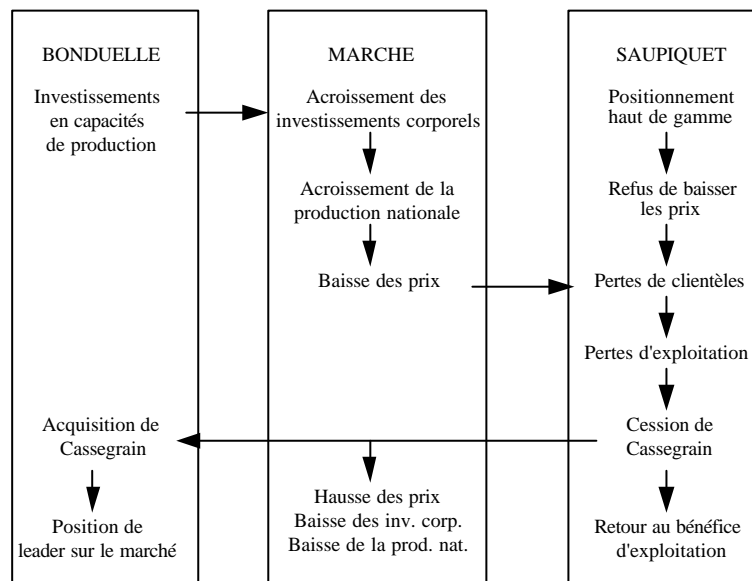 BONDUELLE
Investissements
en capacités
de production
Acquisition de
Cassegrain
Position de
leader sur le marché
MARCHE
Acroissement des
investissements corporels
Acroissement de la
production nationale
Baisse des prix
Hausse des prix
Baisse des inv. corp.
Baisse de la prod. nat.
SAUPIQUET
Positionnement
haut de gamme
Refus de baisser
les prix
Pertes de clientèles
Pertes d'exploitation
Cession de
Cassegrain
Retour au bénéfice
d'exploitation